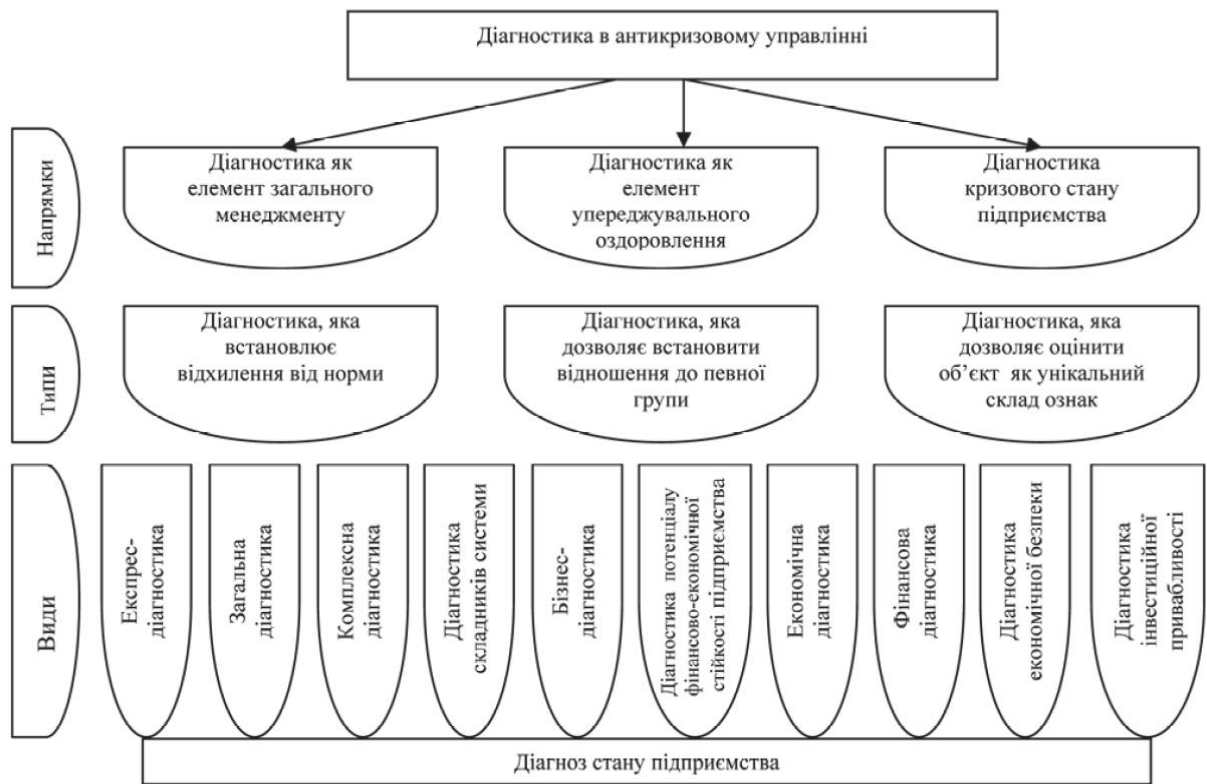 Діагностика в антикризовому управлінні
Напрямки
Діагностика як
елемент загального
менеджменту
Діагностика як
елемент
упереджувального
оздоровлення
Діагностика
кризового стану
підприємства
Типи
Діагностика, яка
встановлює
відхилення від норми
Діагностика, яка
дозволяє встановити
відношення до певної
групи
Діагностика, яка
дозволяє оцінити
об’єкт як унікальний
склад ознак
Види
Експрес-
діагностика
Загальна
діагностика
Комплексна
діагностика
Діагностика
складників системи
Бізнес-
діагностика
Діагностика потенціалу
фінансово-економічної
стійкості підприємства
Економічна
діагностика
Фінансова
діагностика
Діагностика
економічної безпеки
Діагностика
інвестиційної
привабливості
Діагноз стану підприємства